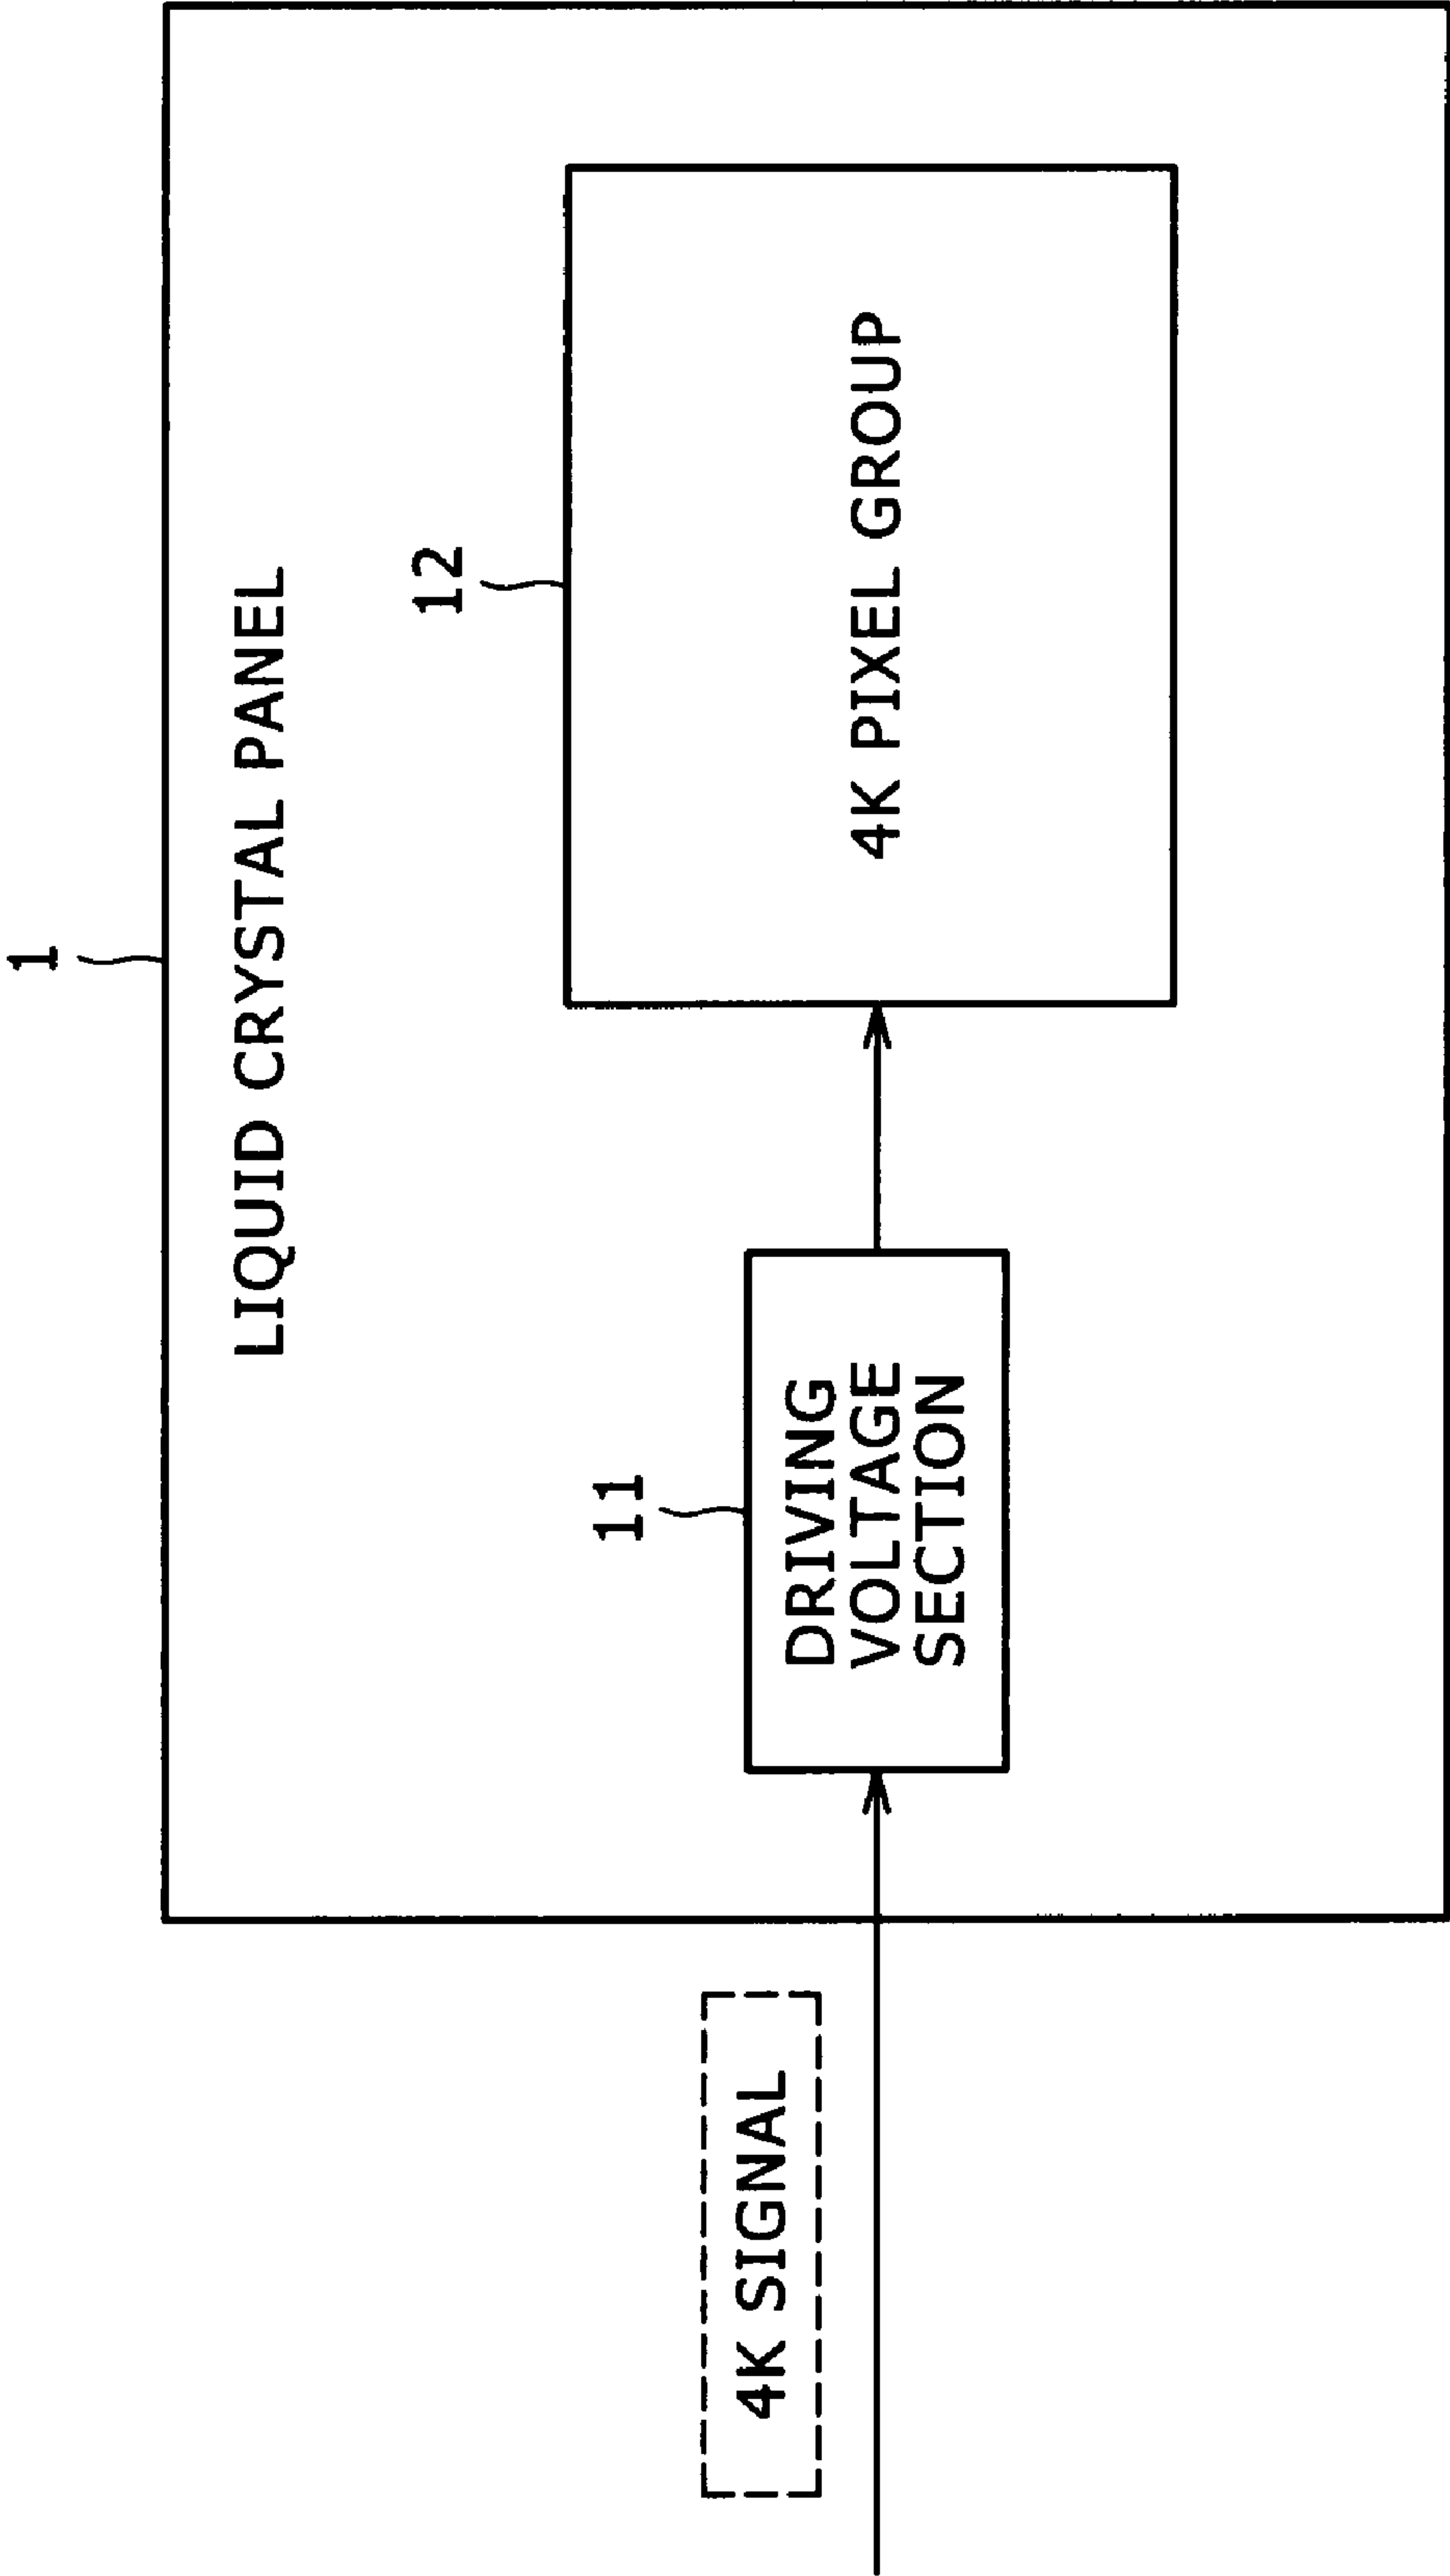 1
LIQUID CRYSTAL PANEL
12
11
4K SIGNAL
DRIVING
VOLTAGE
SECTION
4K PIXEL GROUP